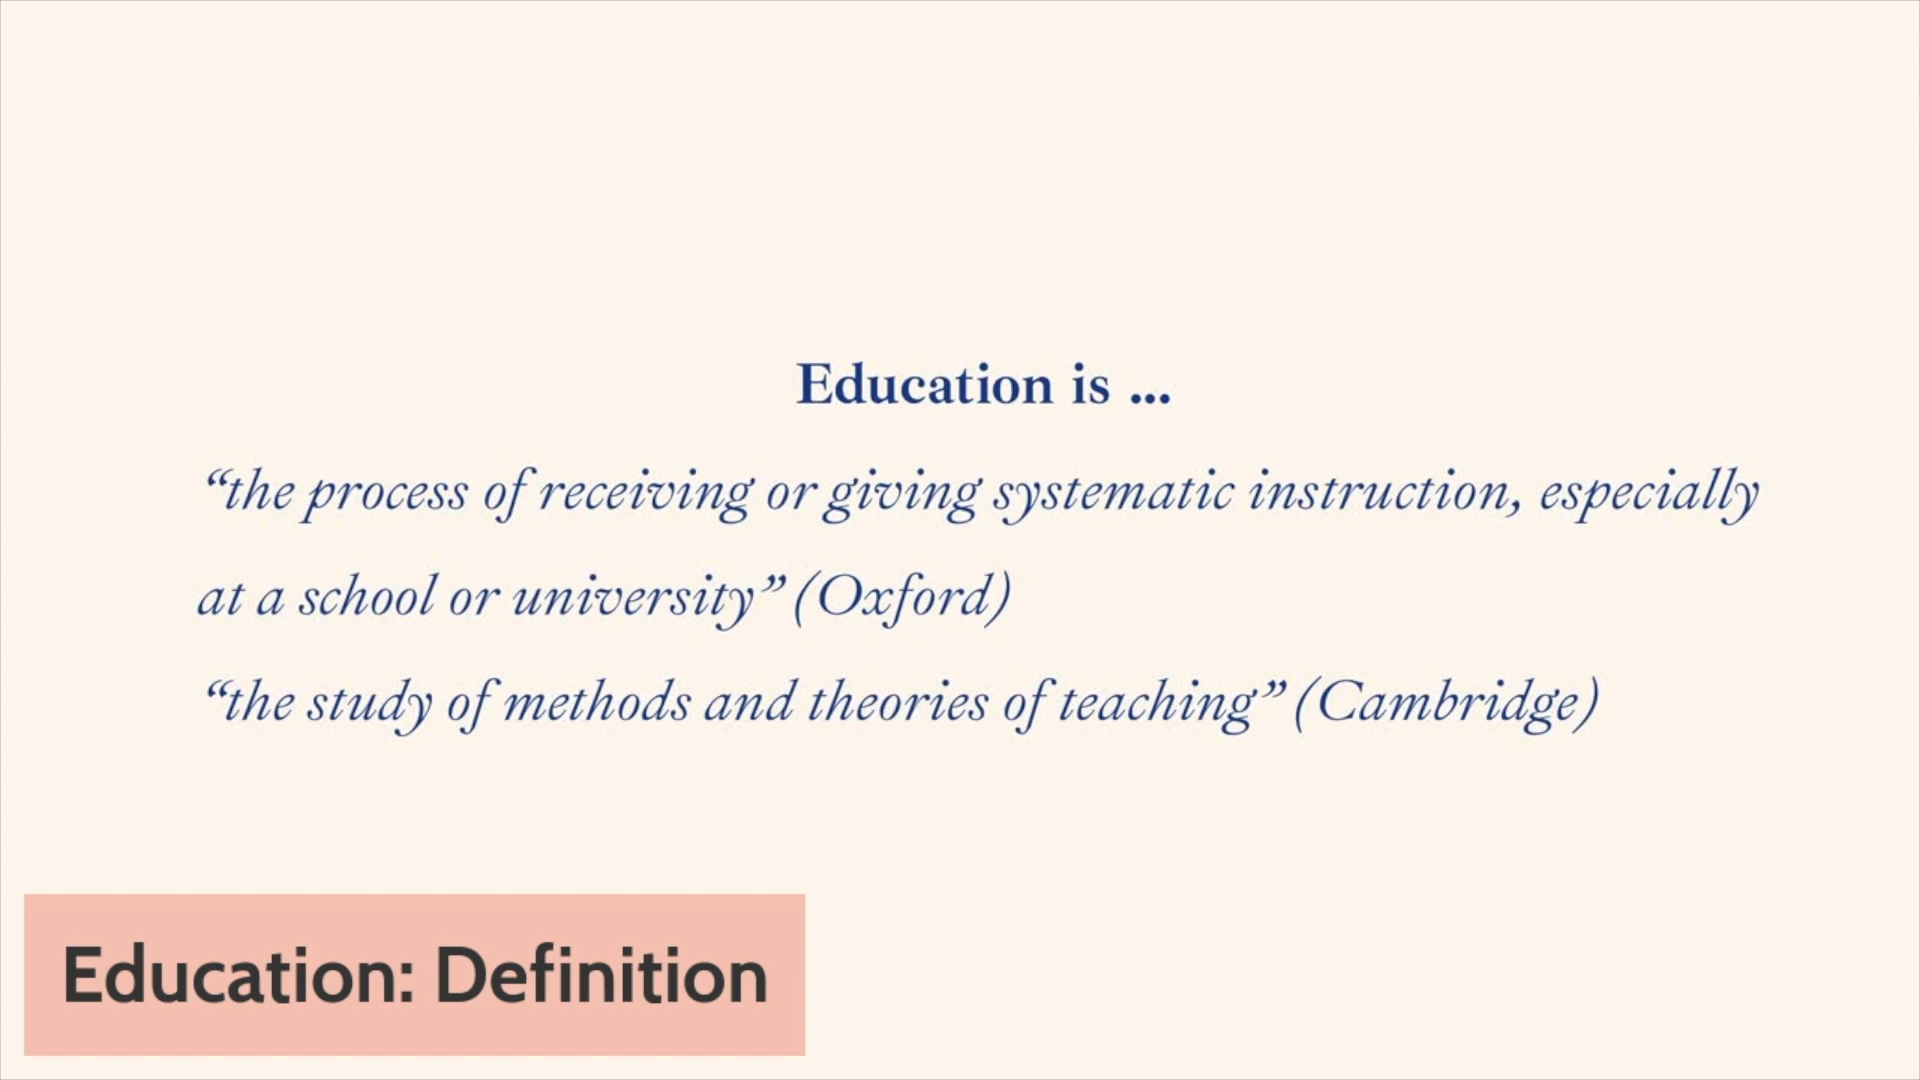 Education is ...
“the process of receiving or giving systematic instruction, especially
at a school or university” (Oxford)
“the study of methods and theories of teaching” (Cambridge)
Education: Definition